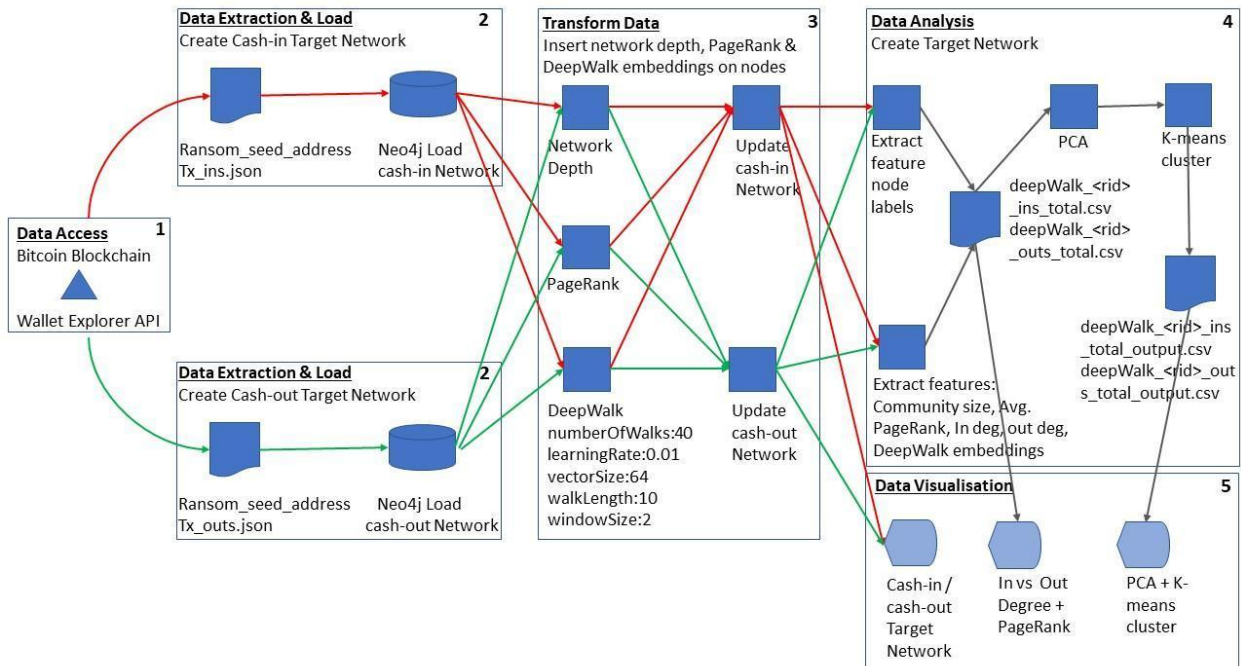 Data Access
1
Bitcoin Blockchain
Wallet Explorer API
Data Extraction & Load
2
Create Cash-in Target Network
Ransom_seed_address
Tx_ins.json
Neo4j Load
cash-in Network
Data Extraction & Load
2
Create Cash-out Target Network
Ransom_seed_address
Tx_outs.json
Neo4j Load
cash-out Network
Transform Data
3
Insert network depth, PageRank &
DeepWalk embeddings on nodes
Network
Depth
PageRank
DeepWalk
numberOfWalks:40
learningRate:0.01
vectorSize:64
walkLength:10
windowSize:2
Update
cash-in
Network
Update
cash-out
Network
Data Analysis
4
Create Target Network
Extract
feature
node
labels
Extract features:
Community size, Avg.
PageRank, In deg, out deg,
DeepWalk embeddings
deepWalk_<rid>
_ins_total.csv
deepWalk_<rid>
_outs_total.csv
PCA
K-means
cluster
deepWalk_<rid>_ins
_total_output.csv
deepWalk_<rid>_out
s_total_output.csv
Data Visualisation
5
Cash-in /
cash-out
Target
Network
In vs Out
Degree +
PageRank
PCA + K-
means
cluster